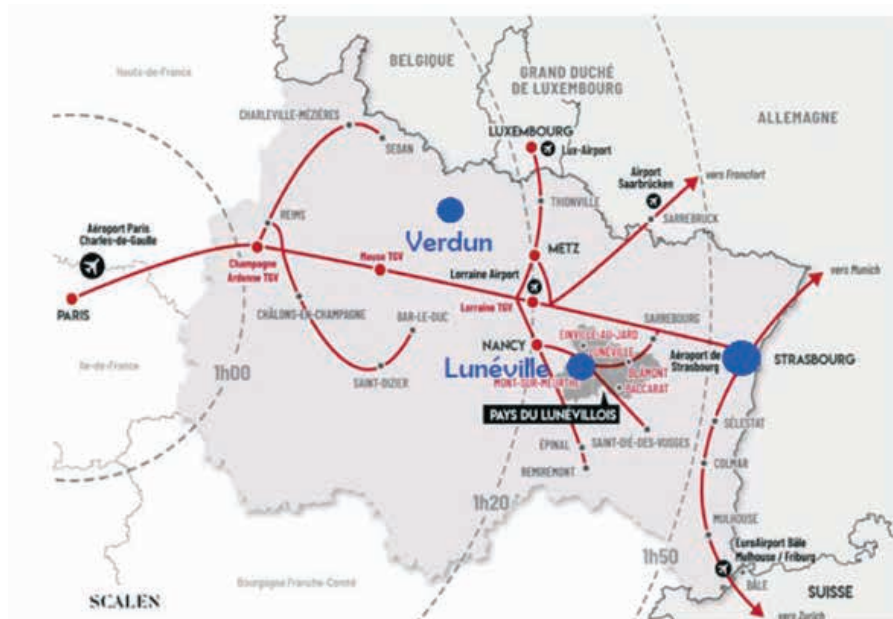 Hauts-de-France
BELGIQUE
GRAND DUCHÉ
DE LUXEMBOURG
ALLEMAGNE
CHARLEVILLE-MÉZIÈRES
SEDAN
LUXEMBOURG
Lux-Airport
Airport
Saarbrücken
vers Francfort
THIONVILLE
SARREBRUCK
REIMS
Verdun
Aéroport Paris
Charles-de-Gaulle
METZ
Champagne
Ardenne TGV
Meuse TGV
Lorraine Airport
Lorraine TGV
vers Munich
PARIS
CHÂLONS-EN-CHAMPAGNE
BAR-LE-DUC
SARREBOURG
EINVILLE-AU-JARD
NANCY
LUNÉVILLE
Lunéville
BLAMONT
Aéroport de
Strasbourg
STRASBOURG
Ile-de-France
1h00
SAINT-DIZIER
MONT-SUR-MEURTHE
BACCARAT
PAYS DU LUNÉVILLOIS
SÉLESTAT
ÉPINAL
SAINT-DIÉ-DES-VOSGES
REMIREMONT
COLMAR
1h20
MULHOUSE
1h50
EuroAirport Bâle
Mulhouse / Friburg
BÂLE
Bourgogne Franche-Comté
SUISSE
SCALEN
vers Zurich